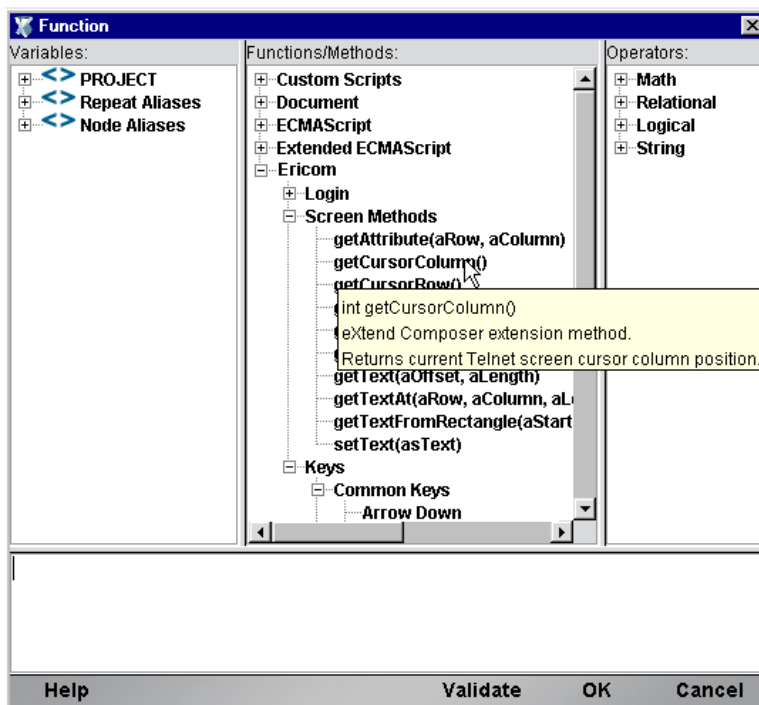 Function
Variables:
PROJECT
Repeat Aliases
Node Aliases
Functions/Methods:
Custom Scripts
Document
ECMAScript
Extended ECMAScript
Ericom
Login
Screen Methods
getAttribute(aRow, aColumn)
getCursorColumn()
getCursorRow()
int getCursorColumn()
eXtend Composer extension method.
Returns current Telnet screen cursor column position.
getText(aOffset, aLength)
getTextAt(aRow, aColumn, aL
getTextFromRectangle(aStart
setText(asText)
Keys
Common Keys
Arrow Down
Operators:
Math
Relational
Logical
String
Help
Validate
OK
Cancel